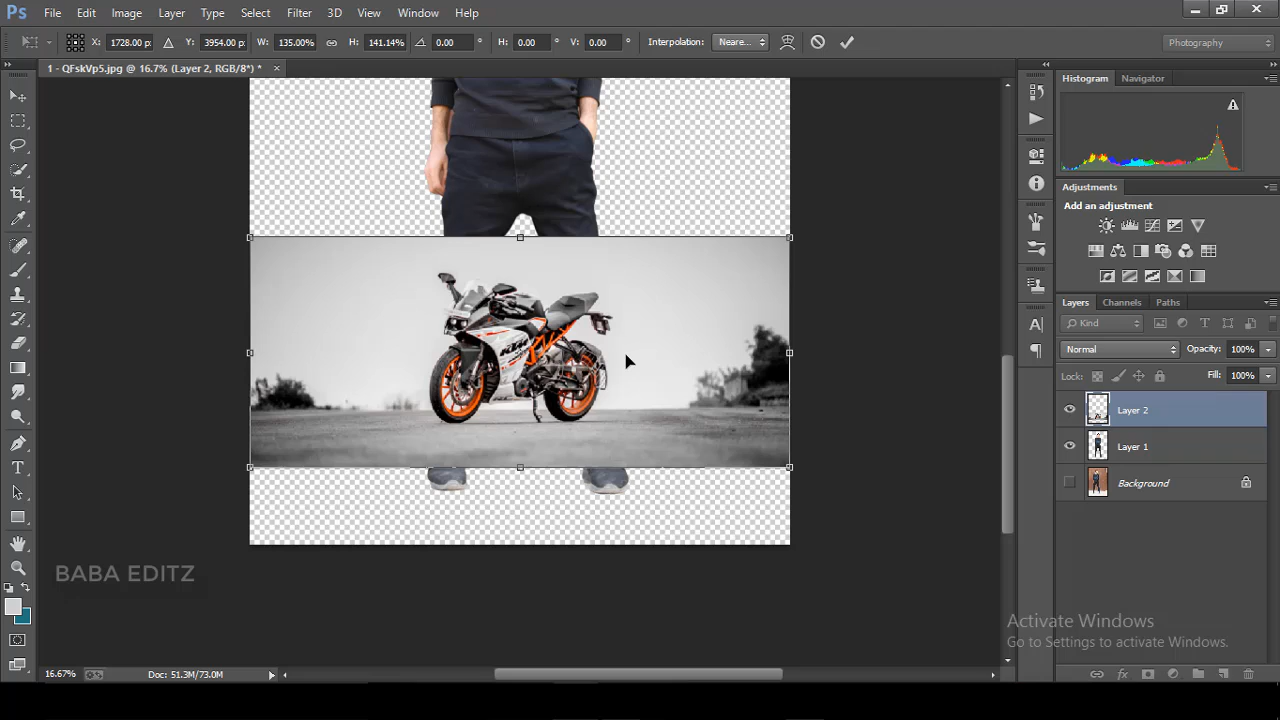 Ps File Edit Image Layer Type Select Filter 3D View Window Help
X: 1728.00 px Y: 3954.00 px W: 135.00% H: 141.14% 0.00 ° H: 0.00 ° V: 0.00 ° Interpolation: Neare... Photography
1 - QFskVp5.jpg @ 16.7% (Layer 2, RGB/8*) * ×
Histogram Navigator
Adjustments
Add an adjustment
Layers Channels Paths
Kind
Normal Opacity: 100%
Lock: Fill: 100%
Layer 2
Layer 1
Background
KTM
BABA EDITZ
Activate Windows
Go to Settings to activate Windows.
16.67% Doc: 51.3M/73.0M